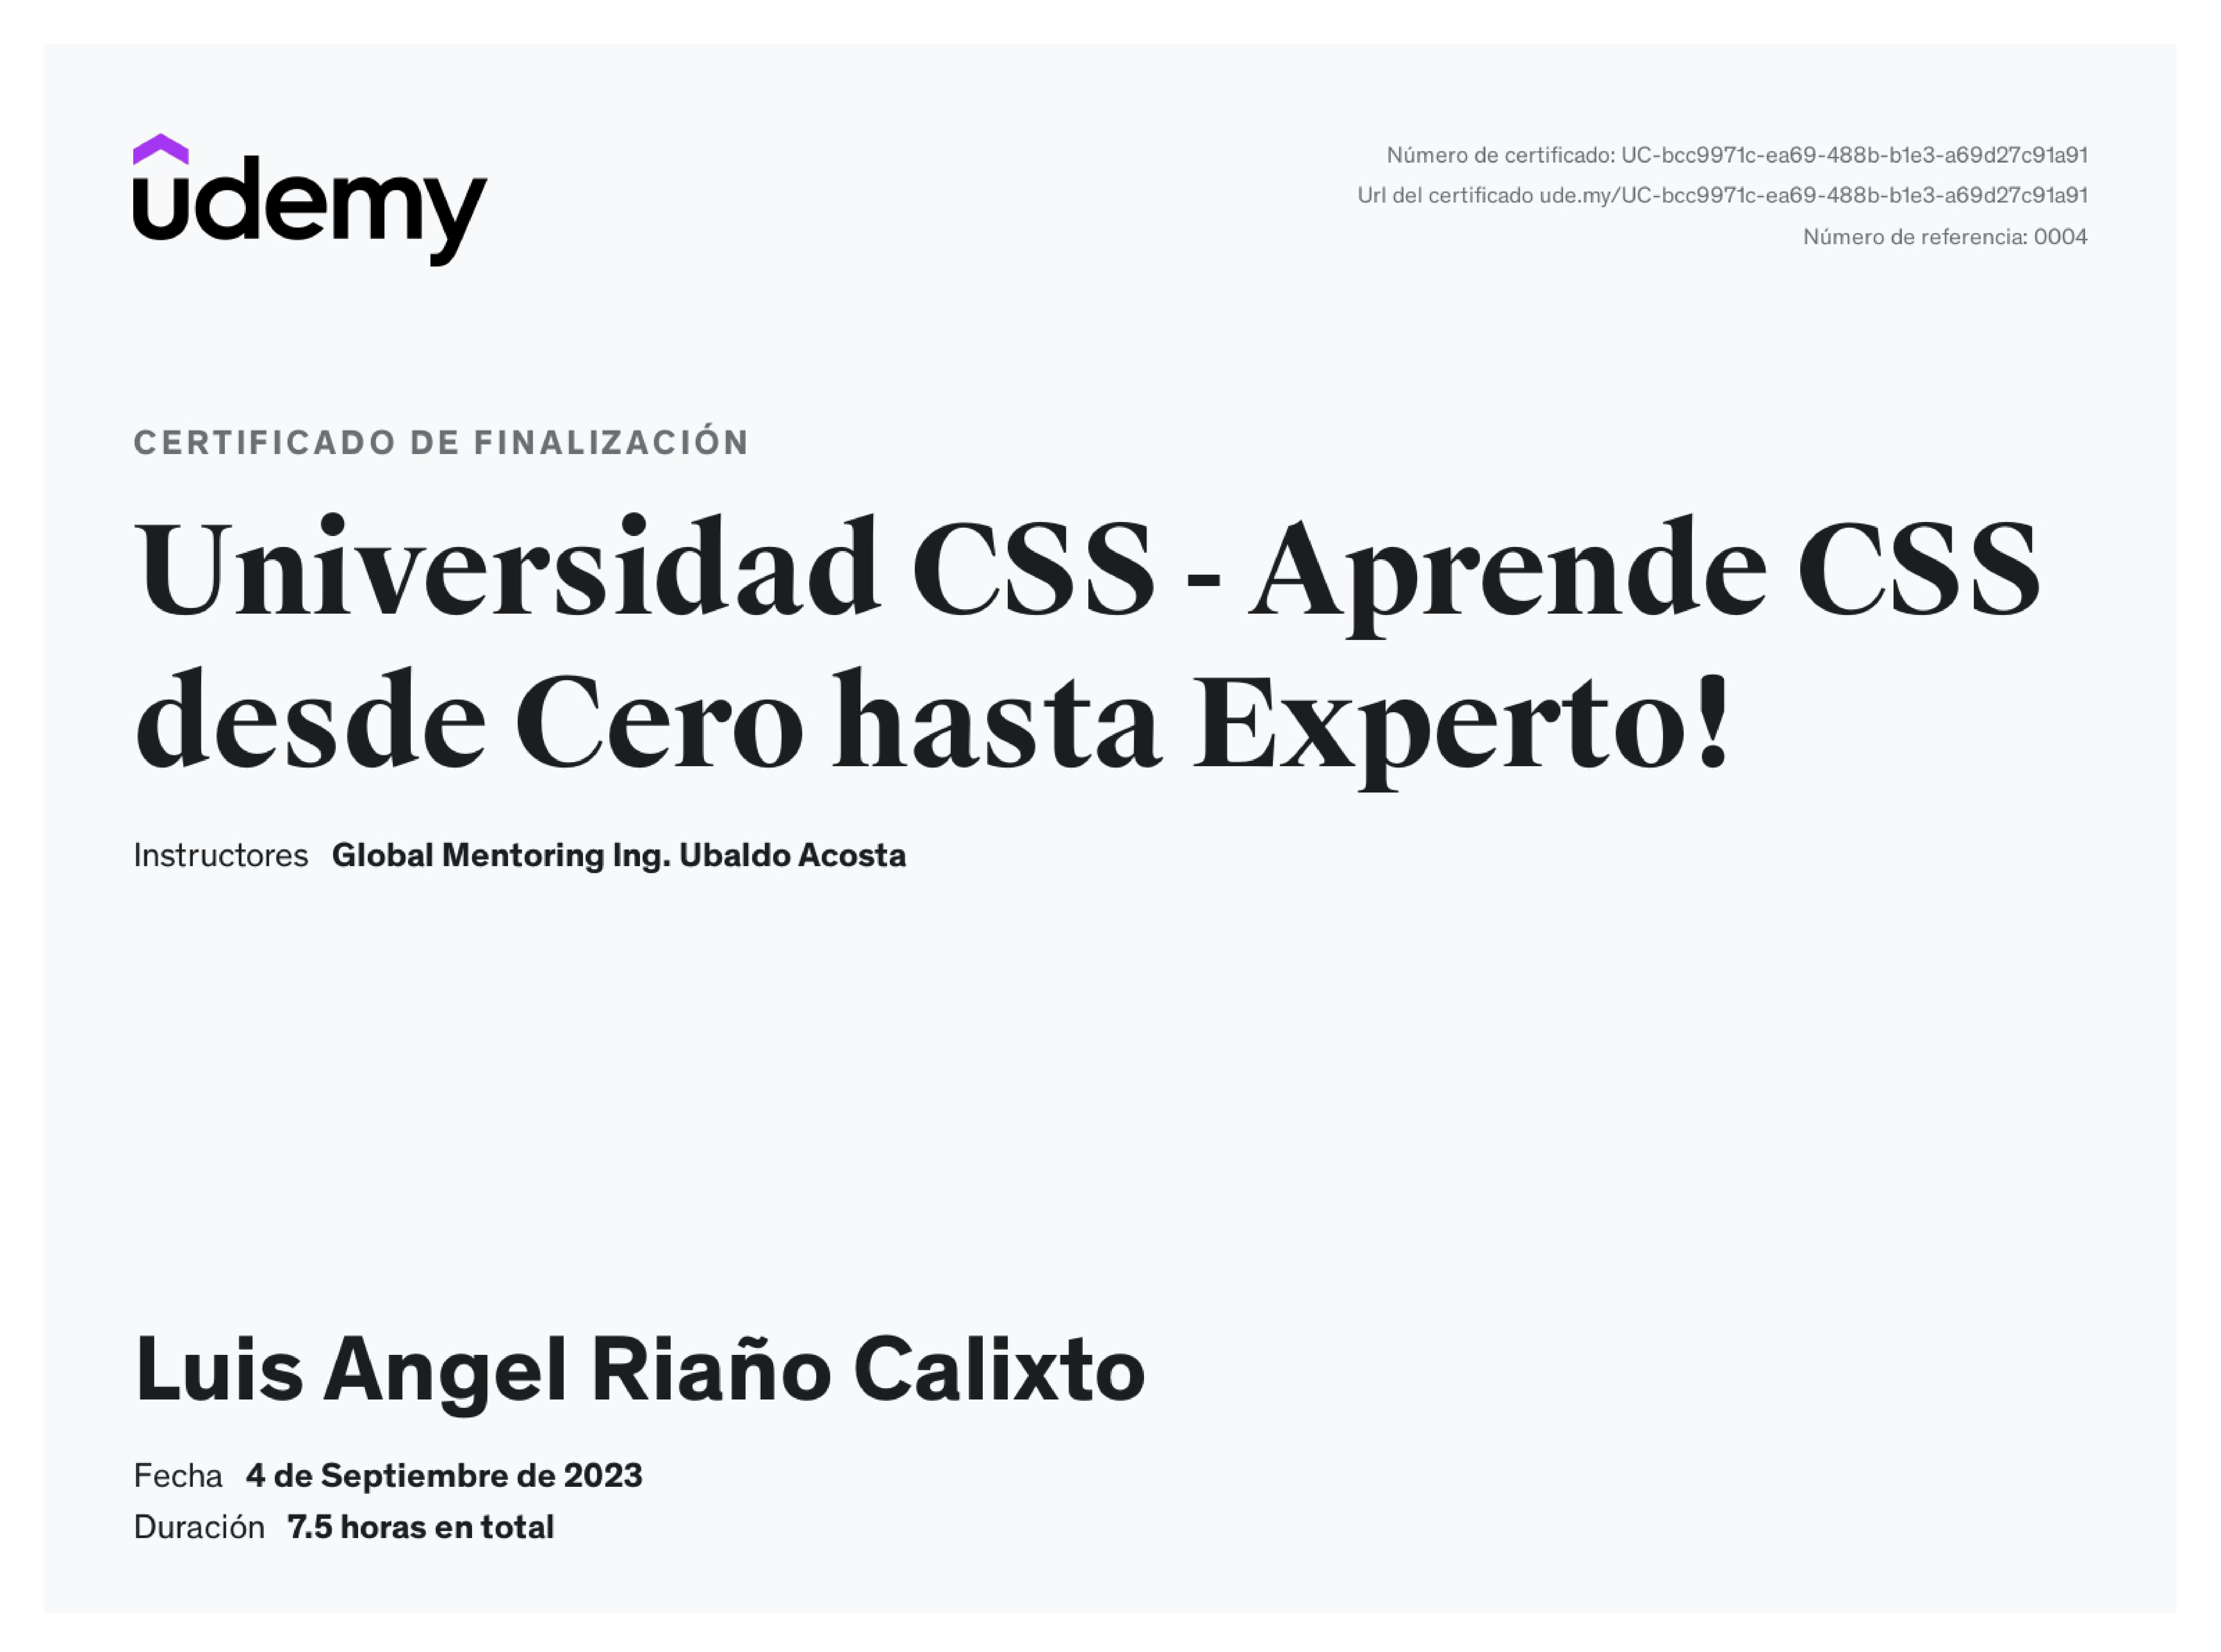 udemy
Número de certificado: UC-bcc9971c-ea69-488b-b1e3-a69d27c91a91
Url del certificado ude.my/UC-bcc9971c-ea69-488b-b1e3-a69d27c91a91
Número de referencia: 0004
CERTIFICADO DE FINALIZACIÓN
Universidad CSS - Aprende CSS
desde Cero hasta Experto!
Instructores Global Mentoring Ing. Ubaldo Acosta
Luis Angel Riaño Calixto
Fecha 4 de Septiembre de 2023
Duración 7.5 horas en total